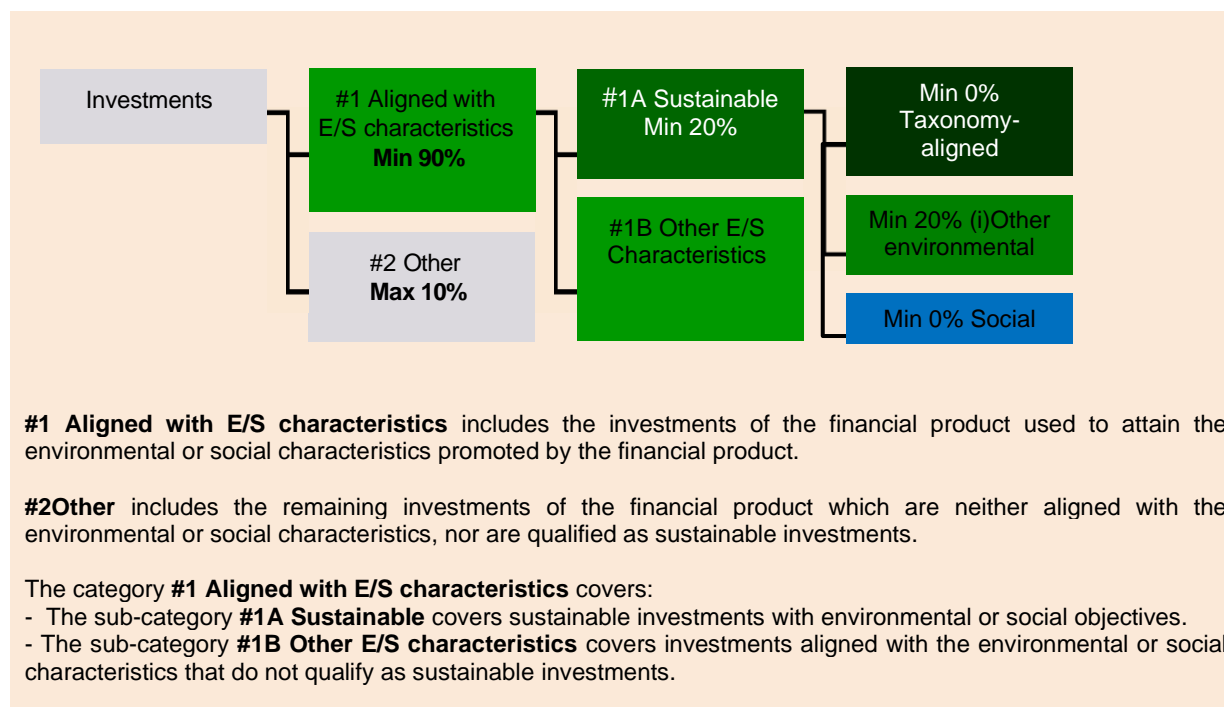 Investments
#1 Aligned with
E/S characteristics
Min 90%
#2 Other
Max 10%
#1A Sustainable
Min 20%
#1B Other E/S
Characteristics
Min 0%
Taxonomy-
aligned
Min 20% (i)Other
environmental
Min 0% Social
#1 Aligned with E/S characteristics includes the investments of the financial product used to attain the
environmental or social characteristics promoted by the financial product.
#2Other includes the remaining investments of the financial product which are neither aligned with the
environmental or social characteristics, nor are qualified as sustainable investments.
The category #1 Aligned with E/S characteristics covers:
- The sub-category #1A Sustainable covers sustainable investments with environmental or social objectives.
- The sub-category #1B Other E/S characteristics covers investments aligned with the environmental or social
characteristics that do not qualify as sustainable investments.